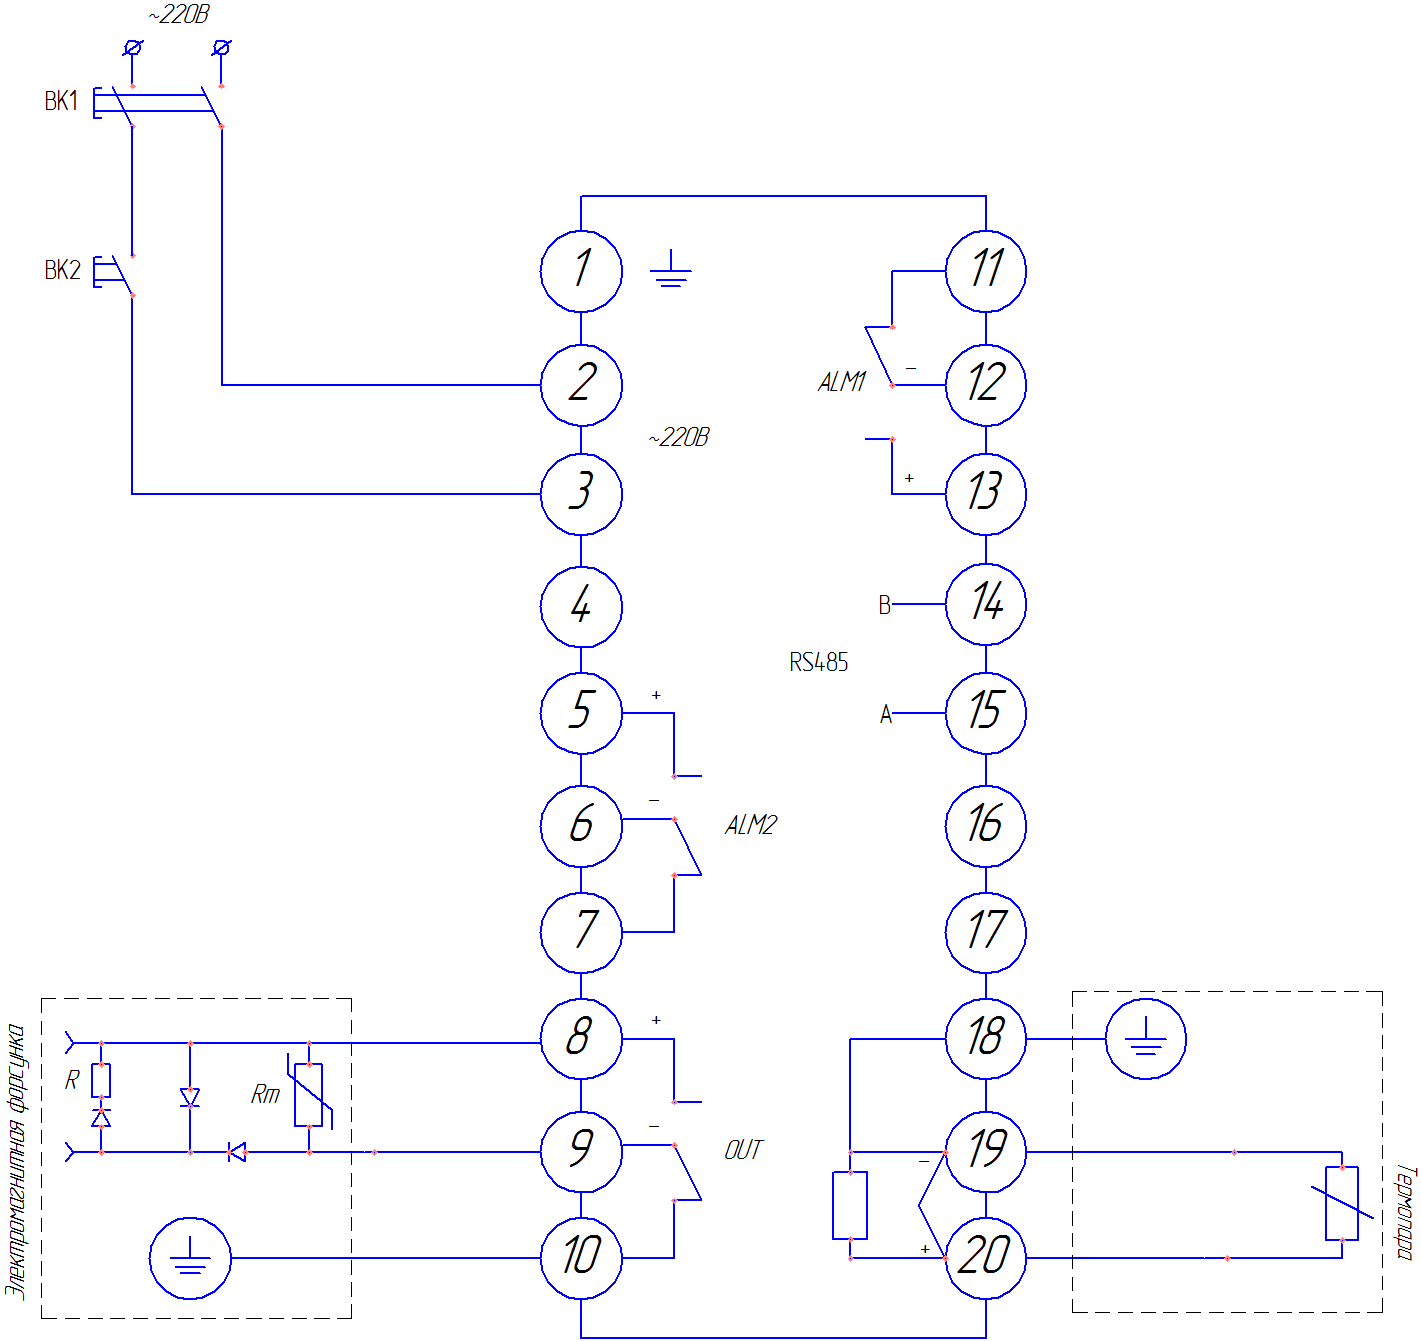 ~220В
ВК1
ВК2
1
11
2
12
ALM1
–
~220В
3
+
13
4
B
14
RS485
5
+
A
15
6
–
ALM2
16
7
17
8
+
18
R
Rm
9
–
OUT
–
19
10
+
20
Электромагнитная форсунка
Термопара